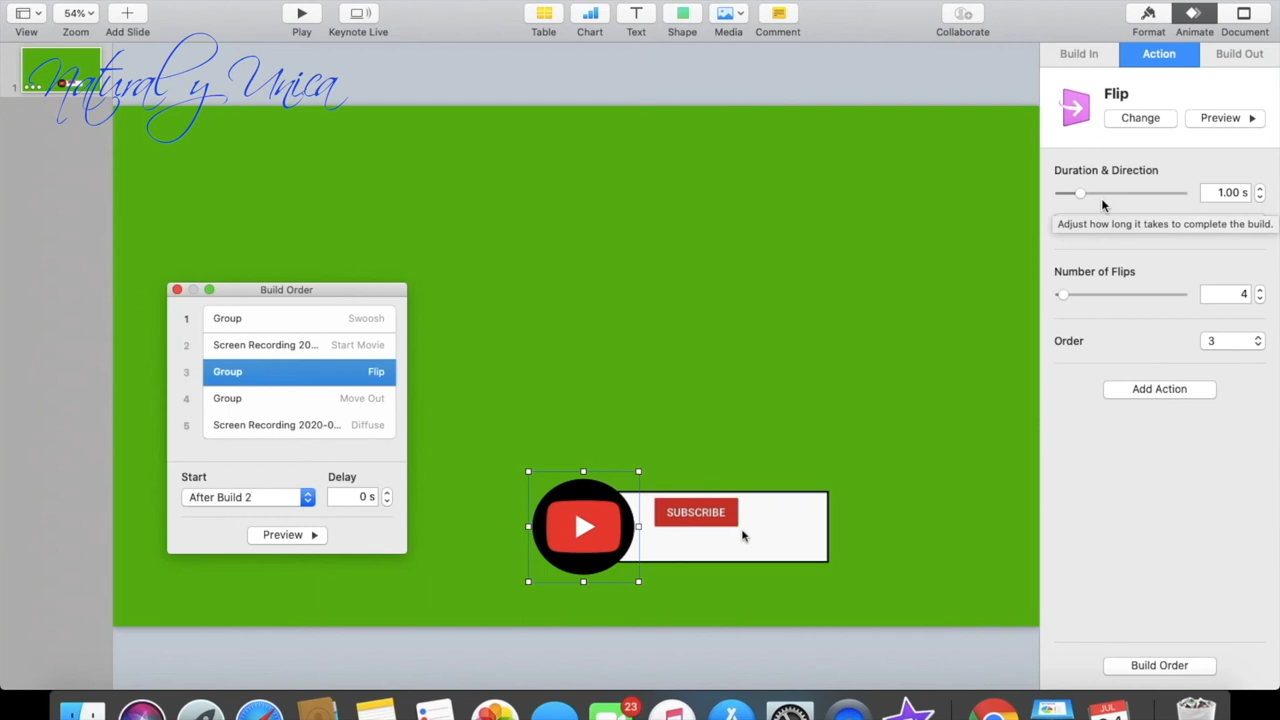 54%
View
Zoom
Add Slide
Play
Keynote Live
Table
Chart
Text
Shape
Media
Comment
Collaborate
Format
Animate
Document
1
Natural y Unica
Build In
Action
Build Out
Flip
Change
Preview
Duration & Direction
1.00 s
Adjust how long it takes to complete the build.
Number of Flips
4
Order
3
Add Action
Build Order
Build Order
1 Group Swoosh
2 Screen Recording 20... Start Movie
3 Group Flip
4 Group Move Out
5 Screen Recording 2020-0... Diffuse
Start
Delay
After Build 2
0 s
Preview
SUBSCRIBE
23
JUL